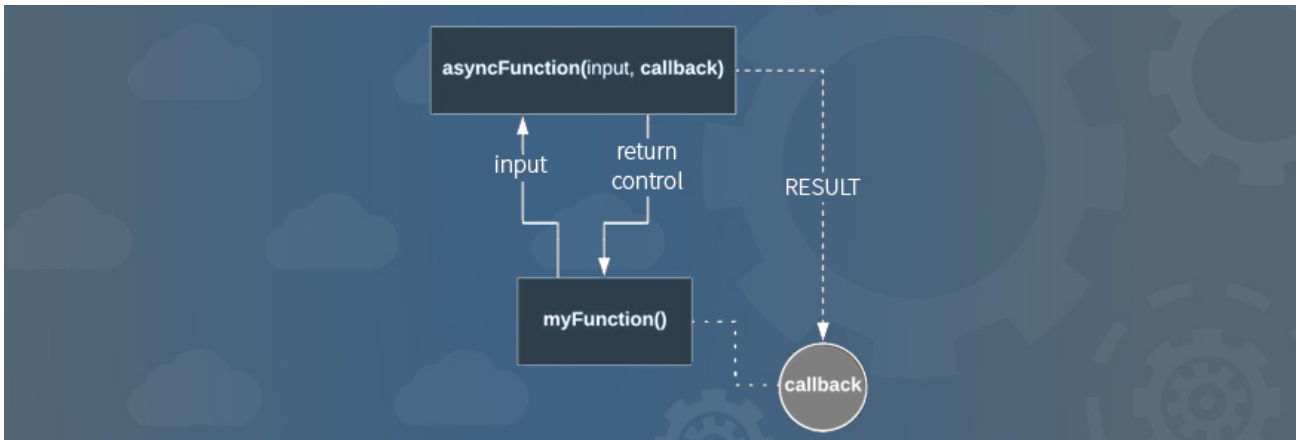 asyncFunction(input, callback)
input
return
control
RESULT
myFunction()
callback